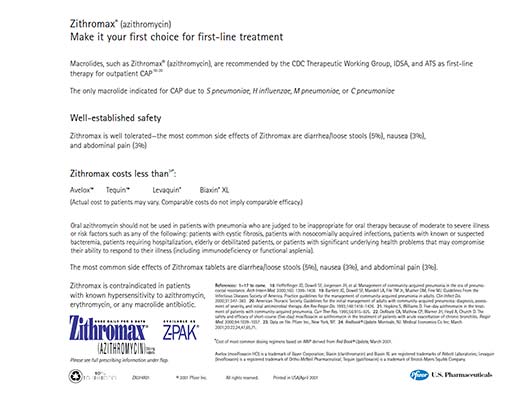 Zithromax® (azithromycin)
Make it your first choice for first-line treatment
Macrolides, such as Zithromax® (azithromycin), are recommended by the CDC Therapeutic Working Group, IDSA, and ATS as first-line
therapy for outpatient CAP
The only macrolide indicated for CAP due to S pneumoniae, H influenzae, M pneumoniae, or C pneumoniae
Well-established safety
Zithromax is well tolerated—the most common side effects of Zithromax are diarrhea/loose stools (5%), nausea (3%),
and abdominal pain (3%)
Zithromax costs less than
Avelox™ Tequin™ Levaquin® Biaxin® XL
(Actual cost to patients may vary. Comparable costs do not imply comparable efficacy.)
Oral azithromycin should not be used in patients with pneumonia who are judged to be inappropriate for oral therapy because of moderate to severe illness
or risk factors such as any of the following: patients with cystic fibrosis, patients with nosocomially acquired infections, patients with known or suspected
bacteremia, patients requiring hospitalization, elderly or debilitated patients, or patients with significant underlying health problems that may compromise
their ability to respond to their illness (including immunodeficiency or functional asplenia).
The most common side effects of Zithromax tablets are diarrhea/loose stools (5%), nausea (3%), and abdominal pain (3%).
Zithromax is contraindicated in patients
with known hypersensitivity to azithromycin,
erythromycin, or any macrolide antibiotic.
Zithromax
(AZITHROMYCIN)
AVAILABLE AS
Z-PAK®
Please see full prescribing information under flap.
References: 1–17 to come.
*Cost of most common dosing regimens based on AWP derived from Red Book® Update, March 2001.
Avelox (moxifloxacin HCl) is a trademark of Bayer Corporation; Biaxin (clarithromycin) and Biaxin XL are registered trademarks of Abbott Laboratories; Levaquin
(levofloxacin) is a registered trademark of Ortho-McNeil Pharmaceutical; Tequin (gatifloxacin) is a trademark of Bristol-Myers Squibb Company.
© 2001 Pfizer Inc. All rights reserved. Printed in USA/April 2001
Pfizer U.S. Pharmaceuticals